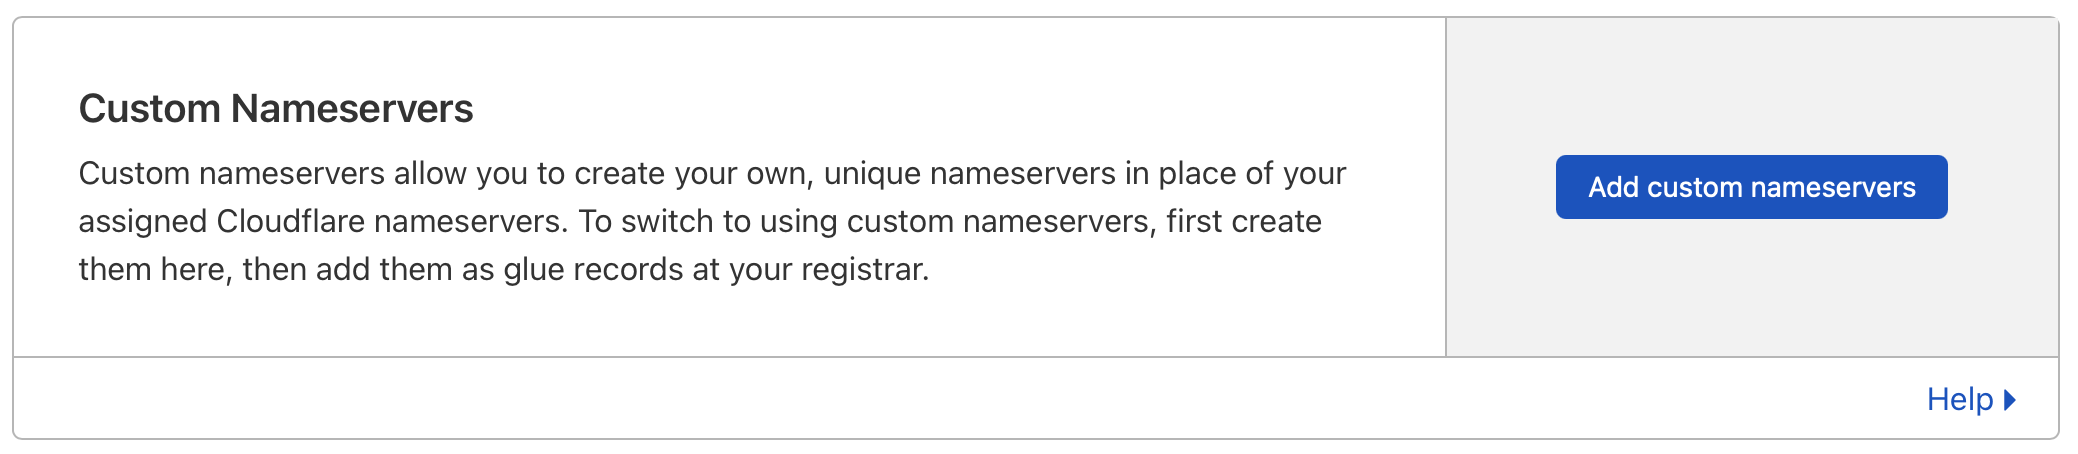 Custom Nameservers
Custom nameservers allow you to create your own, unique nameservers in place of your
assigned Cloudflare nameservers. To switch to using custom nameservers, first create
them here, then add them as glue records at your registrar.
Add custom nameservers
Help